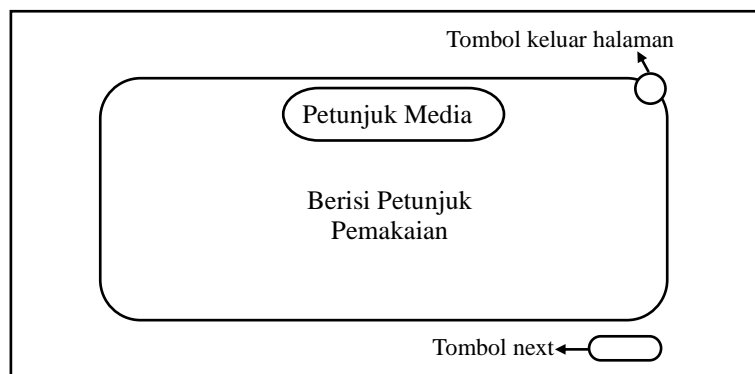 Tombol keluar halaman
Petunjuk Media
Berisi Petunjuk
Pemakaian
Tombol next